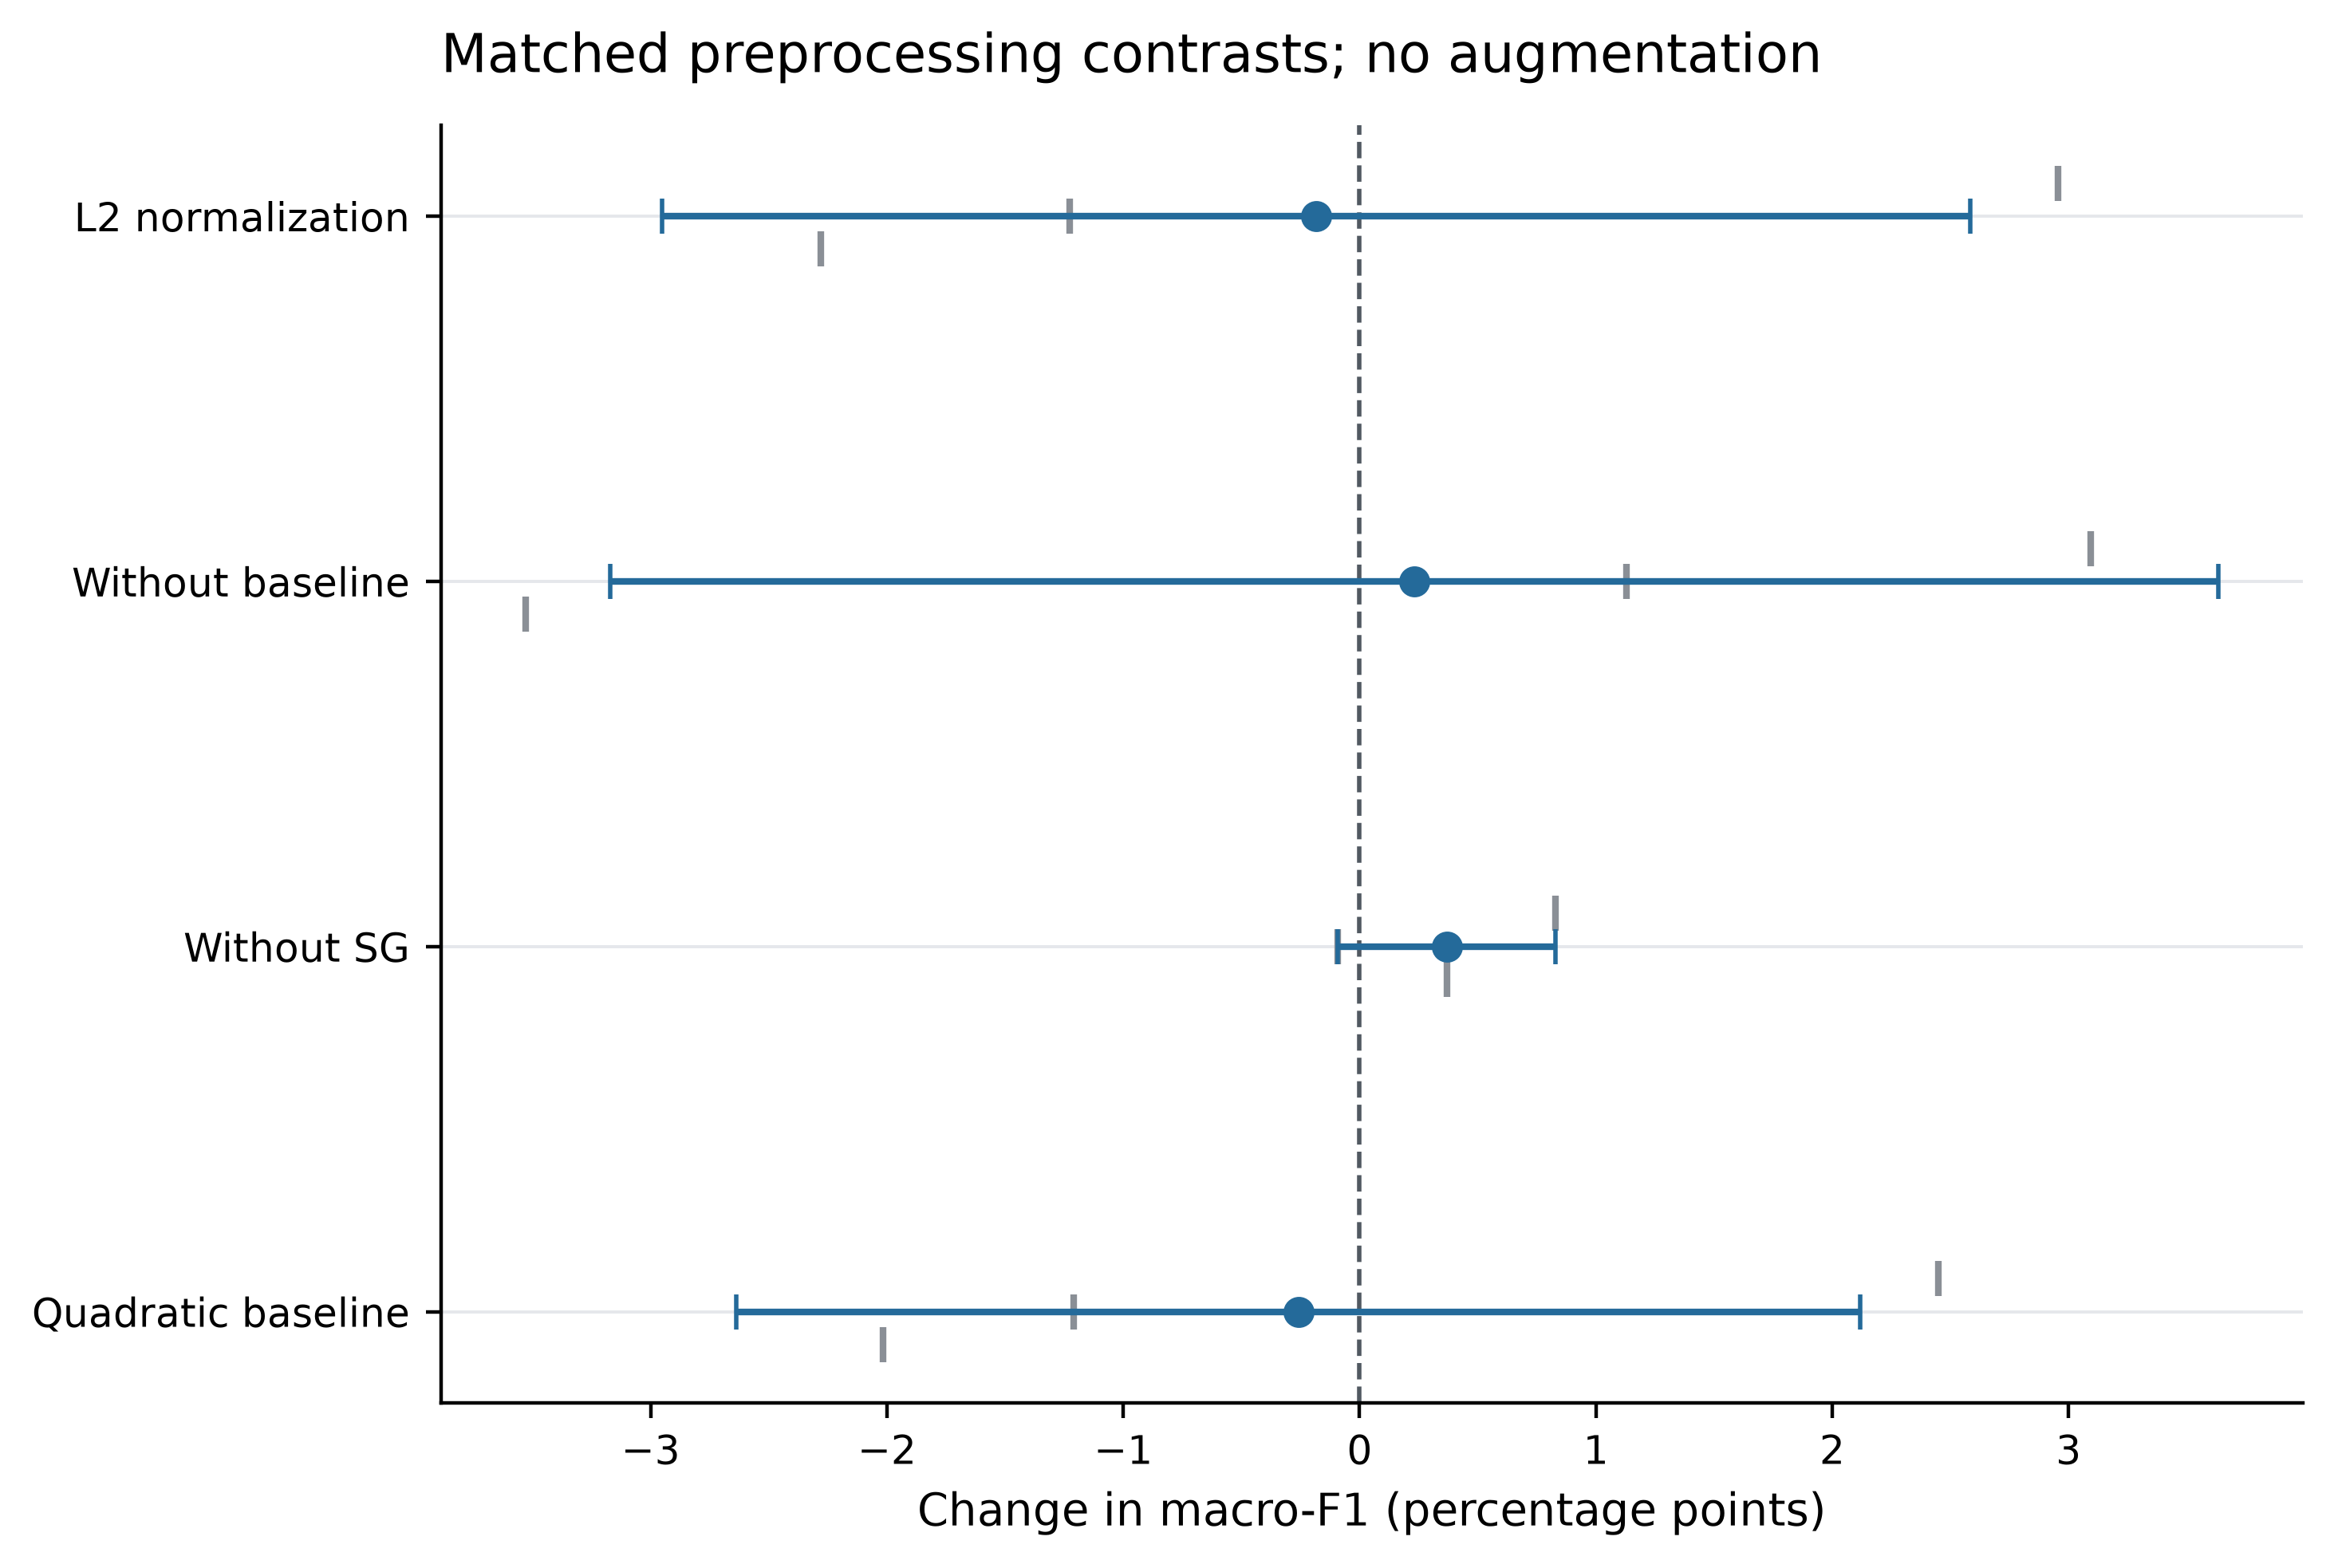 Matched preprocessing contrasts; no augmentation
L2 normalization
Without baseline
Without SG
Quadratic baseline
−3 −2 −1 0 1 2 3
Change in macro-F1 (percentage points)